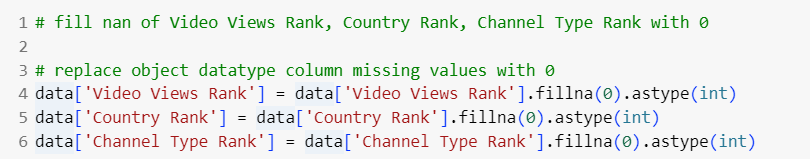 1 # fill nan of Video Views Rank, Country Rank, Channel Type Rank with 0
2
3 # replace object datatype column missing values with 0
4 data['Video Views Rank'] = data['Video Views Rank'].fillna(0).astype(int)
5 data['Country Rank'] = data['Country Rank'].fillna(0).astype(int)
6 data['Channel Type Rank'] = data['Channel Type Rank'].fillna(0).astype(int)